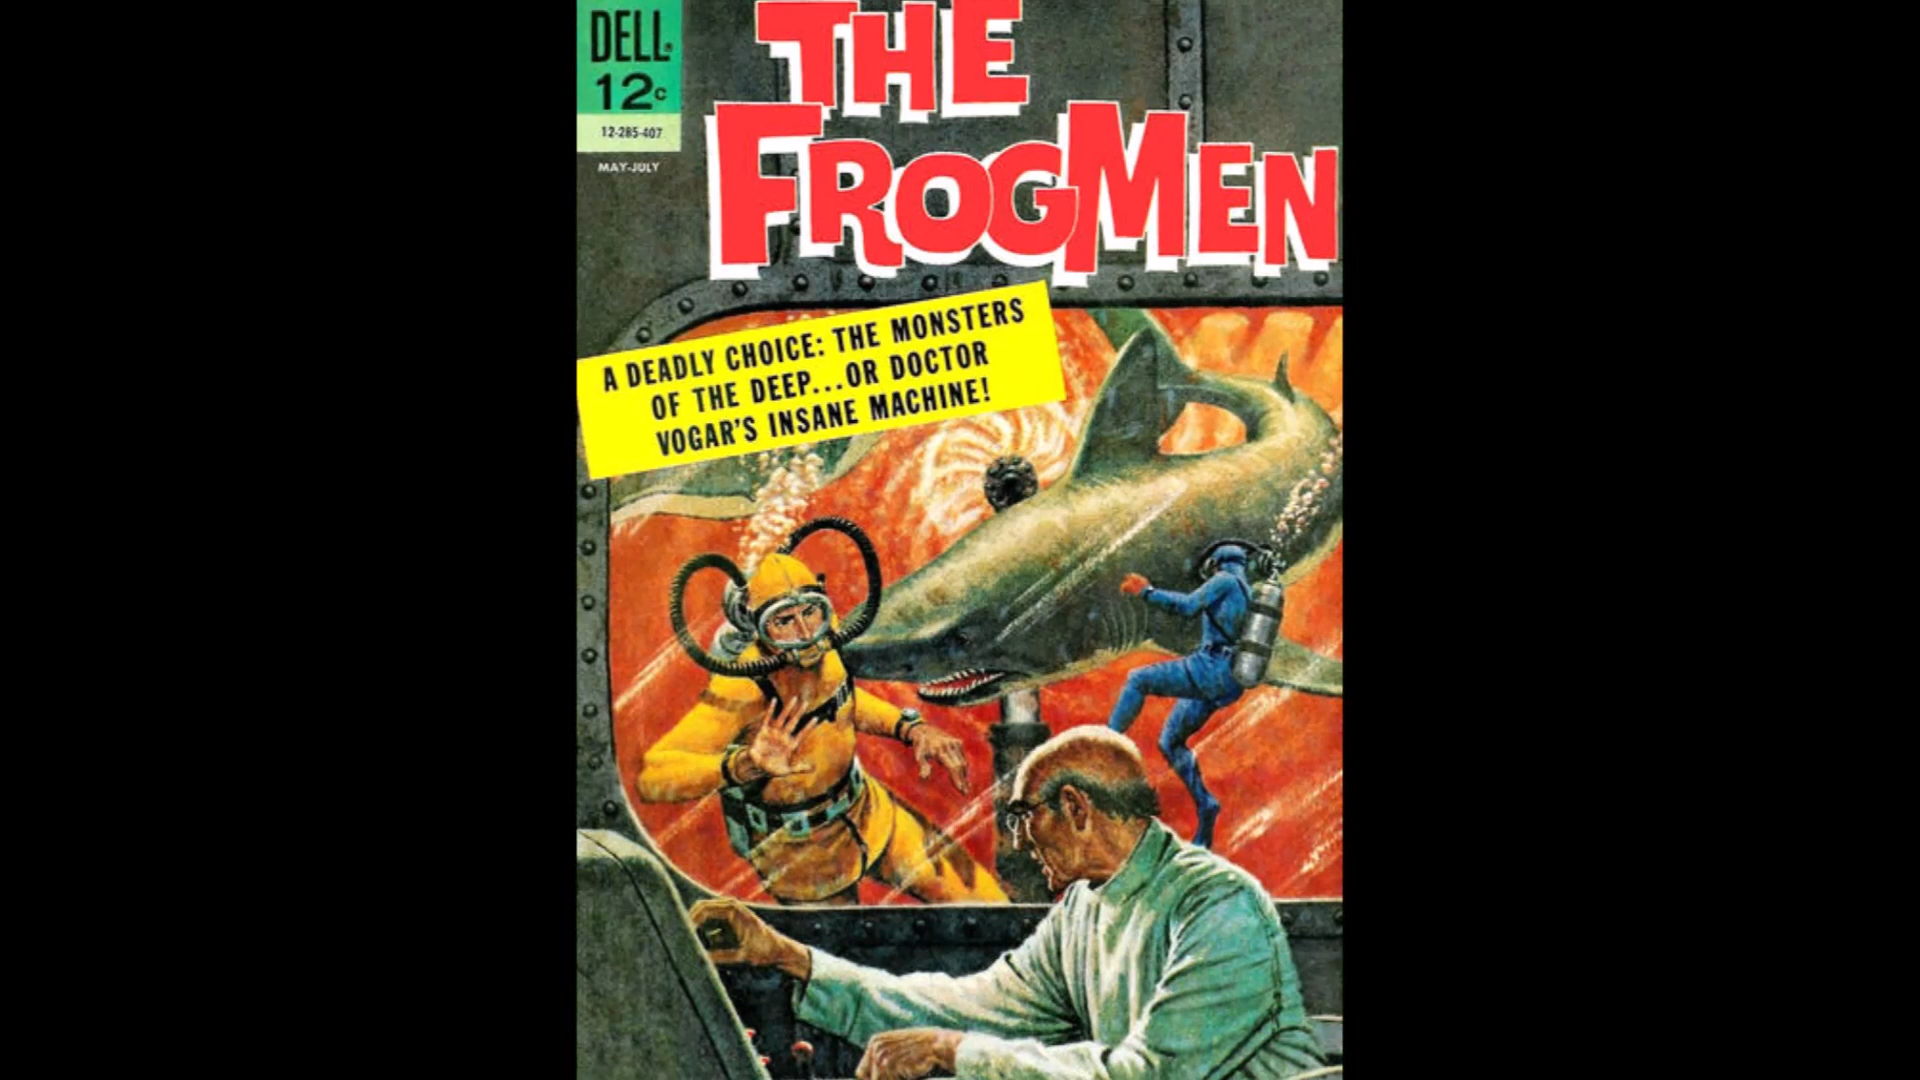 DELL
12c
12-285-407
MAY-JULY
THE
FROGMEN
A DEADLY CHOICE: THE MONSTERS
OF THE DEEP...OR DOCTOR
VOGAR'S INSANE MACHINE!